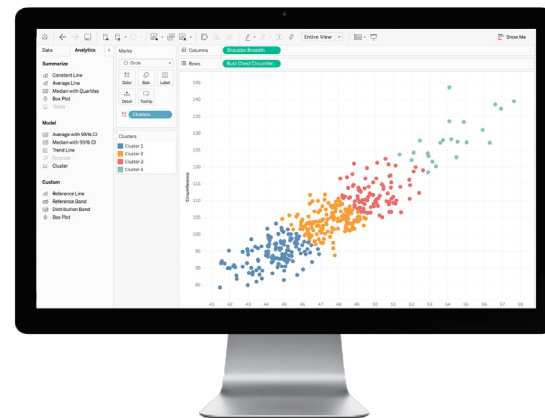 Entire View
Show Me
Data
Analytics
Summarize
Constant Line
Average Line
Median with Quartiles
Box Plot
Totals
Model
Average with 95% CI
Median with 95% CI
Trend Line
Forecast
Cluster
Custom
Reference Line
Reference Band
Distribution Band
Box Plot
Marks
Circle
Color
Size
Label
Detail
Tooltip
Clusters
Clusters
Cluster 1
Cluster 2
Cluster 3
Cluster 4
Columns
Shoulder Breadth
Rows
Bust Chest Circumfer..
Circumference
145
140
135
130
125
120
115
110
105
100
95
90
85
80
41 42 43 44 45 46 47 48 49 50 51 52 53 54 55 56 57 58